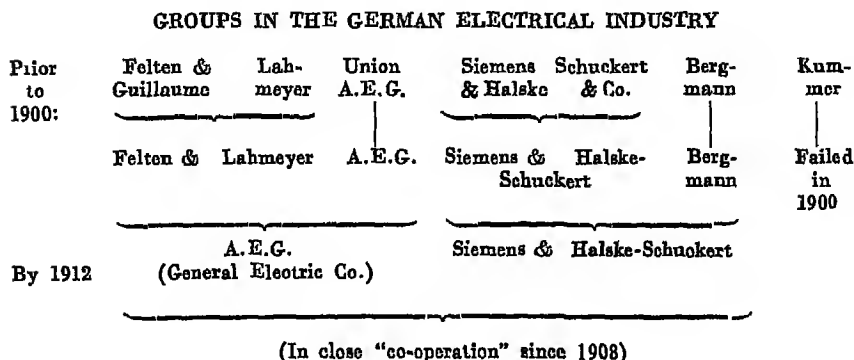 GROUPS IN THE GERMAN ELECTRICAL INDUSTRY
Prior Felten & Lah- Union Siemens Schuckert Berg- Kum-
to Guillaume meyer A.E.G. & Halske & Co. mann mer
1900:
Felten & Lahmeyer A.E.G. Siemens & Halske- Berg- Failed
Schuckert mann in
1900
A.E.G. Siemens & Halske-Schuckert
By 1912 (General Electric Co.)
(In close "co-operation" since 1908)